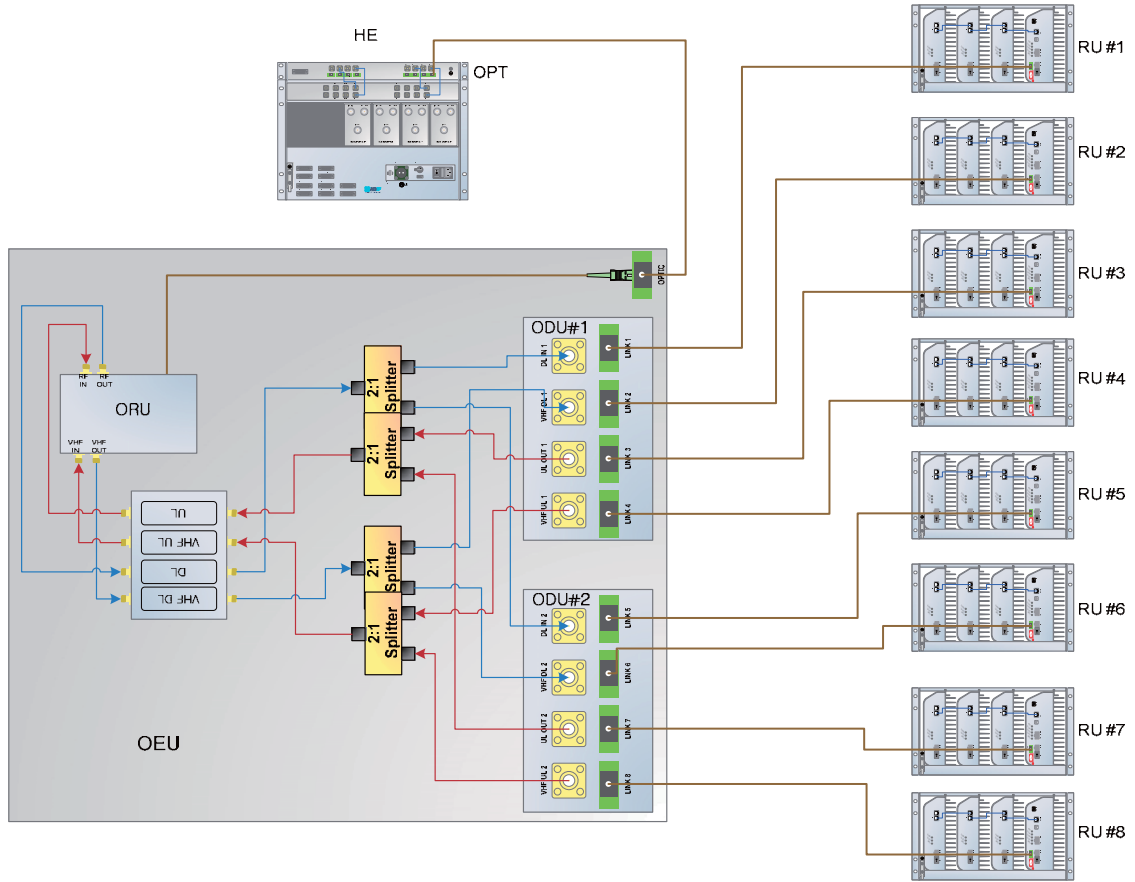 HE
OPT
RU #1
RU #2
RU #3
RU #4
RU #5
RU #6
RU #7
RU #8
OPTIC
ODU#1
DL IN 1
VHF DL 1
UL OUT 1
VHF UL 1
LINK 1
LINK 2
LINK 3
LINK 4
RF IN
RF OUT
ORU
VHF IN
VHF OUT
UL
VHF UL
DL
VHF DL
2:1 Splitter
2:1 Splitter
2:1 Splitter
2:1 Splitter
ODU#2
DL IN 2
VHF DL 2
UL OUT 2
VHF UL 2
LINK 5
LINK 6
LINK 7
LINK 8
OEU